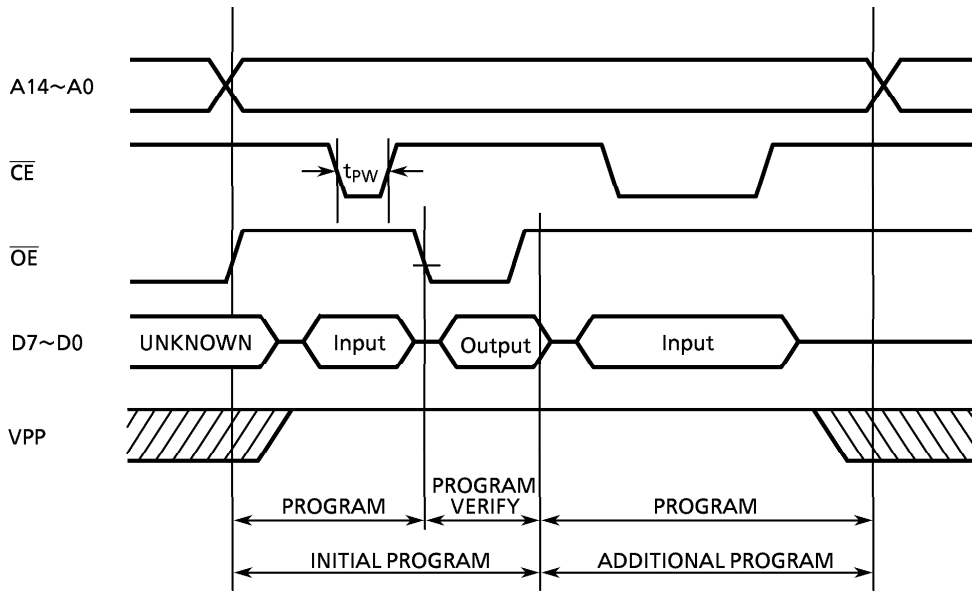 A14~A0
CE
tPW
OE
D7~D0
UNKNOWN
Input
Output
Input
VPP
PROGRAM
PROGRAM
VERIFY
PROGRAM
INITIAL PROGRAM
ADDITIONAL PROGRAM